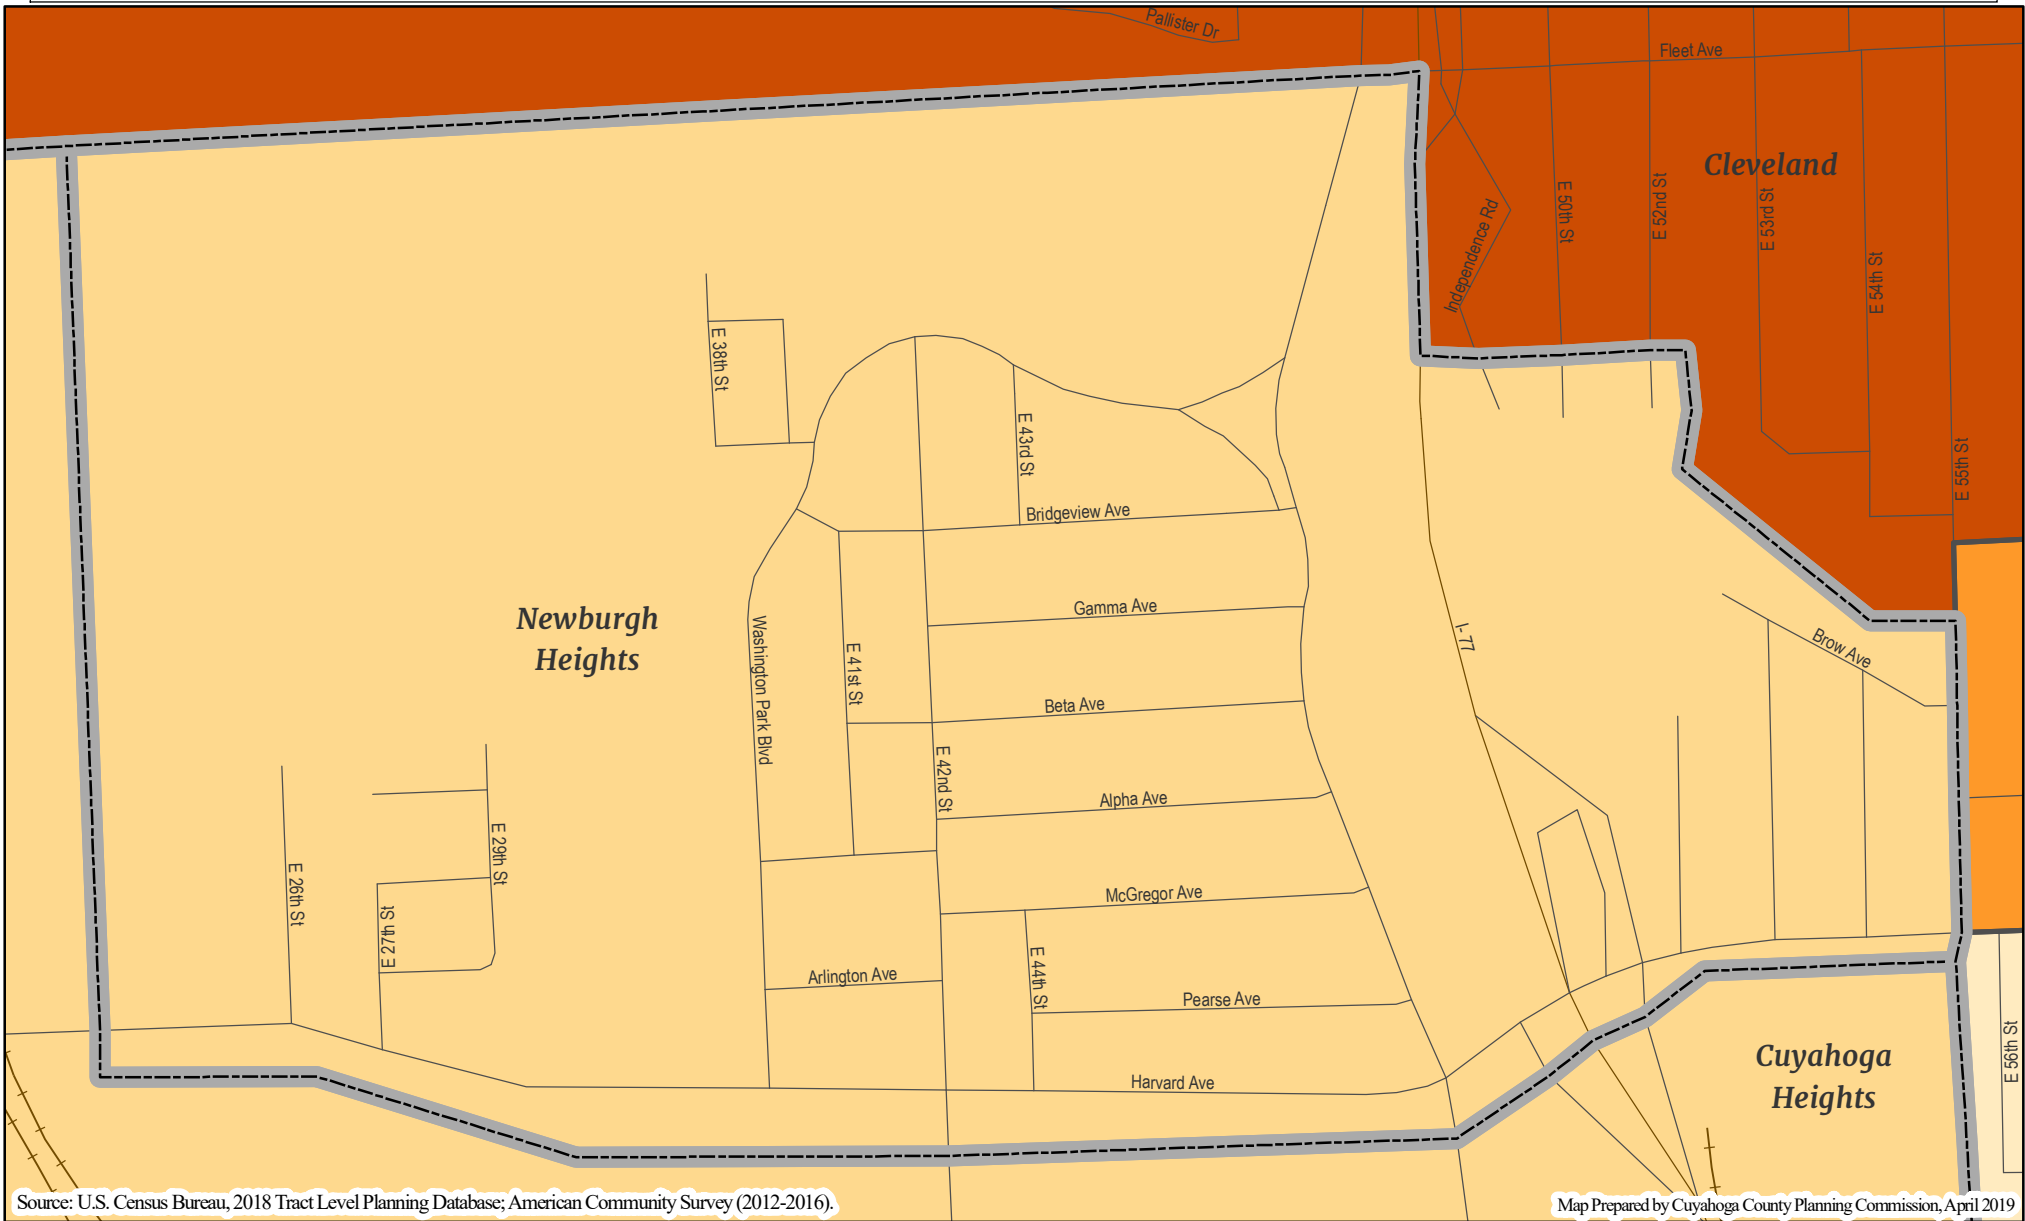 Pallister Dr
Fleet Ave
Cleveland
Independence Rd
E 50th St
E 52nd St
E 53rd St
E 54th St
E 55th St
E 38th St
E 43rd St
Bridgeview Ave
Newburgh
Heights
Washington Park Blvd
E 41st St
Gamma Ave
I- 77
Brow Ave
Beta Ave
E 42nd St
Alpha Ave
E 26th St
E 29th St
E 27th St
McGregor Ave
Arlington Ave
E 44th St
Pearse Ave
Harvard Ave
Cuyahoga
Heights
E 56th St
Source: U.S. Census Bureau, 2018 Tract Level Planning Database; American Community Survey (2012-2016).
Map Prepared by Cuyahoga County Planning Commission, April 2019